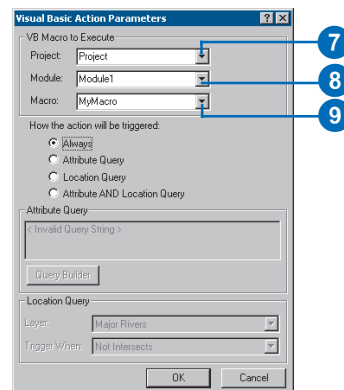 Visual Basic Action Parameters
VB Macro to Execute
Project: Project 7
Module: Module1 8
Macro: MyMacro 9
How the action will be triggered:
Always
Attribute Query
Location Query
Attribute AND Location Query
Attribute Query
< Invalid Query String >
Query Builder
Location Query
Layer: Major Rivers
Trigger When: Not Intersects
OK Cancel